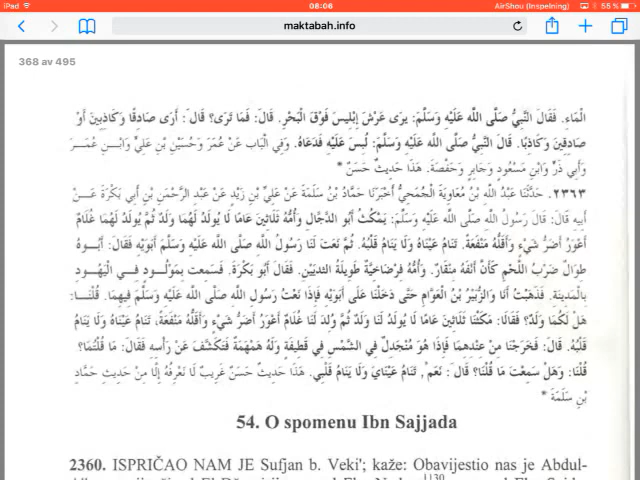 iPad
08:06
AirShou (Inspelning)
55 %
maktabah.info
368 av 495
الْمَاءِ. فَقَالَ النَّبِيُّ صَلَّى اللَّه عَلَيْهِ وَسَلَّمَ: يَرَى عَرْشَ إِبْلِيسَ فَوْقَ الْبَحْرِ. قَالَ: فَمَا تَرَى؟ قَالَ: أَرَى صَادِقًا وَكَاذِبِينَ أَوْ
صَادِقِينَ وَكَاذِبًا. قَالَ النَّبِيُّ صَلَّى اللَّه عَلَيْهِ وَسَلَّمَ: لُبِسَ عَلَيْهِ فَدَعَاهُ. وَفِي الْبَاب عَنْ عُمَرَ وَحُسَيْنِ بْنِ عَلِيٍّ وَابْنِ عُمَرَ
وَأَبِي ذَرٍّ وَابْنِ مَسْعُودٍ وَجَابِرٍ وَحَفْصَةَ. هَذَا حَدِيثٌ حَسَنٌ *
٢٣٦٣. حَدَّثَنَا عَبْدُ اللَّهِ بْنُ مُعَاوِيَةَ الْجُمَحِيُّ أَخْبَرَنَا حَمَّادُ بْنُ سَلَمَةَ عَنْ عَلِيِّ بْنِ زَيْدٍ عَنْ عَبْدِ الرَّحْمَنِ بْنِ أَبِي بَكْرَةَ عَنْ
أَبِيهِ قَالَ: قَالَ رَسُولُ اللَّهِ صَلَّى اللَّه عَلَيْهِ وَسَلَّمَ: يَمْكُثُ أَبُو الدَّجَّالِ وَأُمُّهُ ثَلَاثِينَ عَامًا لَا يُولَدُ لَهُمَا وَلَدٌ ثُمَّ يُولَدُ لَهُمَا غُلَامٌ
أَعْوَرُ أَضَرُّ شَيْءٍ وَأَقَلُّهُ مَنْفَعَةً. تَنَامُ عَيْنَاهُ وَلَا يَنَامُ قَلْبُهُ. ثُمَّ نَعَتَ لَنَا رَسُولُ اللَّهِ صَلَّى اللَّه عَلَيْهِ وَسَلَّمَ أَبَوَيْهِ فَقَالَ: أَبُوهُ
طِوَالٌ ضَرْبُ اللَّحْمِ كَأَنَّ أَنْفَهُ مِنْقَارٌ. وَأُمُّهُ فِرْضَاخِيَّةٌ طَوِيلَةُ الثدْيَيْنِ. فَقَالَ أَبُو بَكْرَةَ. فَسَمِعت بِمَوْلُود في الْيَهُودِ
بِالْمَدِينَةِ. فَذَهَبْتُ أَنَا وَالزُّبَيْرُ بْنُ الْعَوَّامِ حَتَّى دَخَلْنَا عَلَى أَبَوَيْهِ فَإِذَا نَعْتُ رَسُولِ اللهِ صَلَّى اللَّه عَلَيْهِ وَسَلَّمَ فِيهِمَا. قُلْنَا:
هَلْ لَكُمَا وَلَدٌ؟ فَقَالَا: مَكَثْنَا ثَلَاثِينَ عَامًا لَا يُولَدُ لَنَا وَلَدٌ ثُمَّ وُلِدَ لَنَا غُلَامٌ أَعْوَرُ أَضَرُّ شَيْءٍ وَأَقَلُّهُ مَنْفَعَةً، تَنَامُ عَيْنَاهُ وَلَا يَنَامُ
قَلْبُهُ. قَالَ: فَخَرَجْنَا مِنْ عِنْدِهِمَا فَإِذَا هُوَ مُنْجَدِلٌ فِي الشَّمْسِ فِي قَطِيفَةٍ وَلَهُ هَمْهَمَةٌ فَتَكَشَّفَ عَنْ رَأْسِهِ فَقَالَ: مَا قُلْتُمَا؟
قُلْنَا: وَهَلْ سَمِعْتَ مَا قُلْنَا؟ قَالَ: نَعَمْ، تَنَامُ عَيْنَايَ وَلَا يَنَامُ قَلْبِي. هَذَا حَدِيثٌ حَسَنٌ غَرِيبٌ لَا نَعْرِفُهُ إِلَّا مِنْ حَدِيثِ حَمَّادِ
بْنِ سَلَمَةَ *
54. O spomenu Ibn Sajjada
2360. ISPRIČAO NAM JE Sufjan b. Veki'; kaže: Obavijestio nas je Abdul-